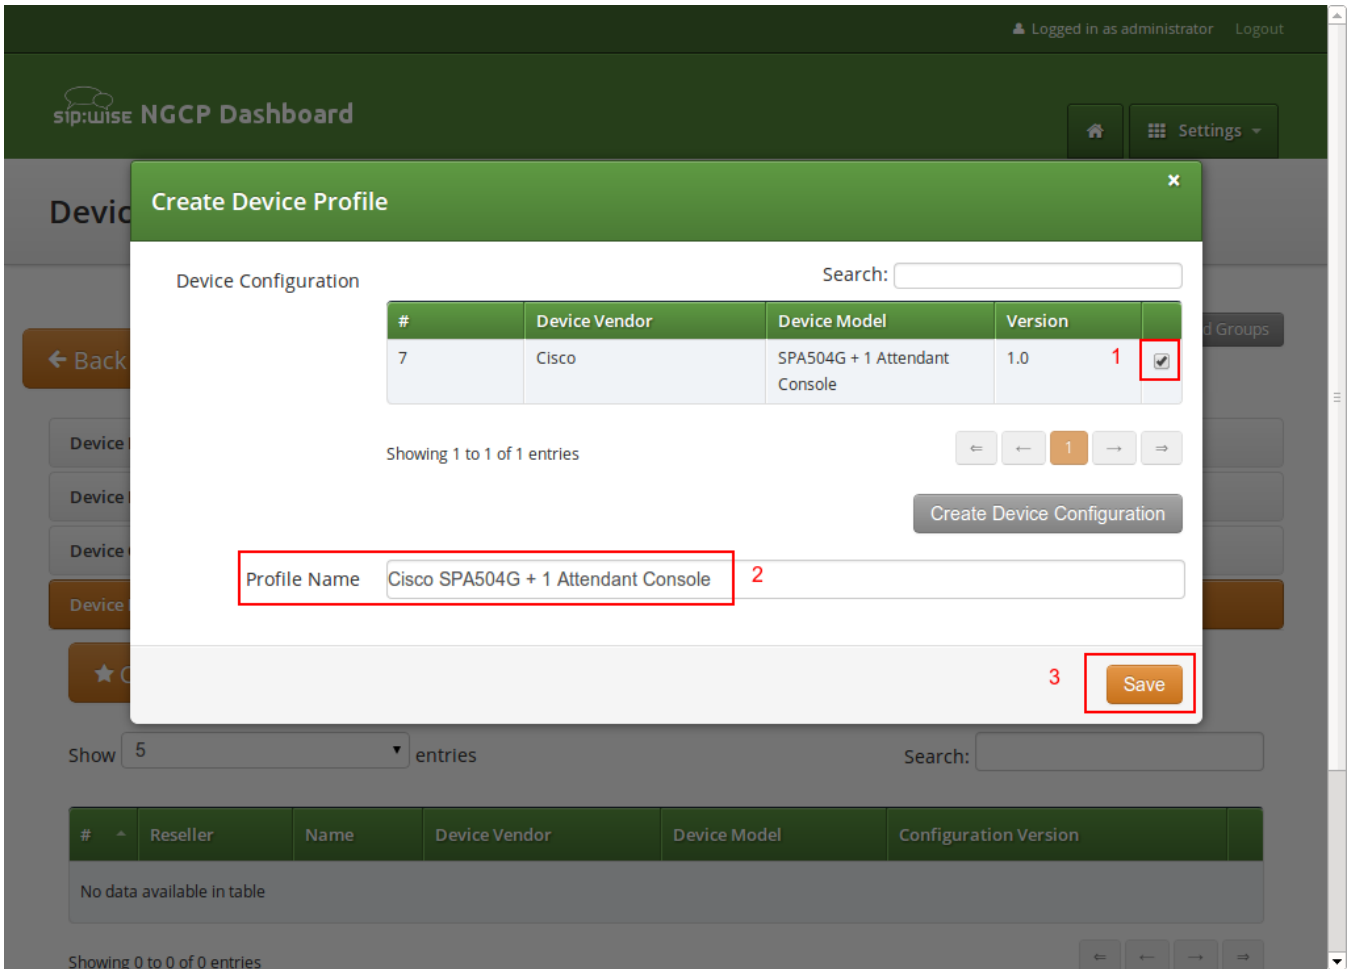 Logged in as administrator Logout
sip:wise NGCP Dashboard
Settings
Create Device Profile ×
Devic
Device Configuration Search:
# Device Vendor Device Model Version
7 Cisco SPA504G + 1 Attendant 1.0 1
Console
d Groups
Back
Device
Showing 1 to 1 of 1 entries ⇐ ← 1 → ⇒
Device
Create Device Configuration
Device
Profile Name Cisco SPA504G + 1 Attendant Console 2
Device
3 Save
Show 5 entries Search:
# Reseller Name Device Vendor Device Model Configuration Version
No data available in table
Showing 0 to 0 of 0 entries ⇐ ← → ⇒